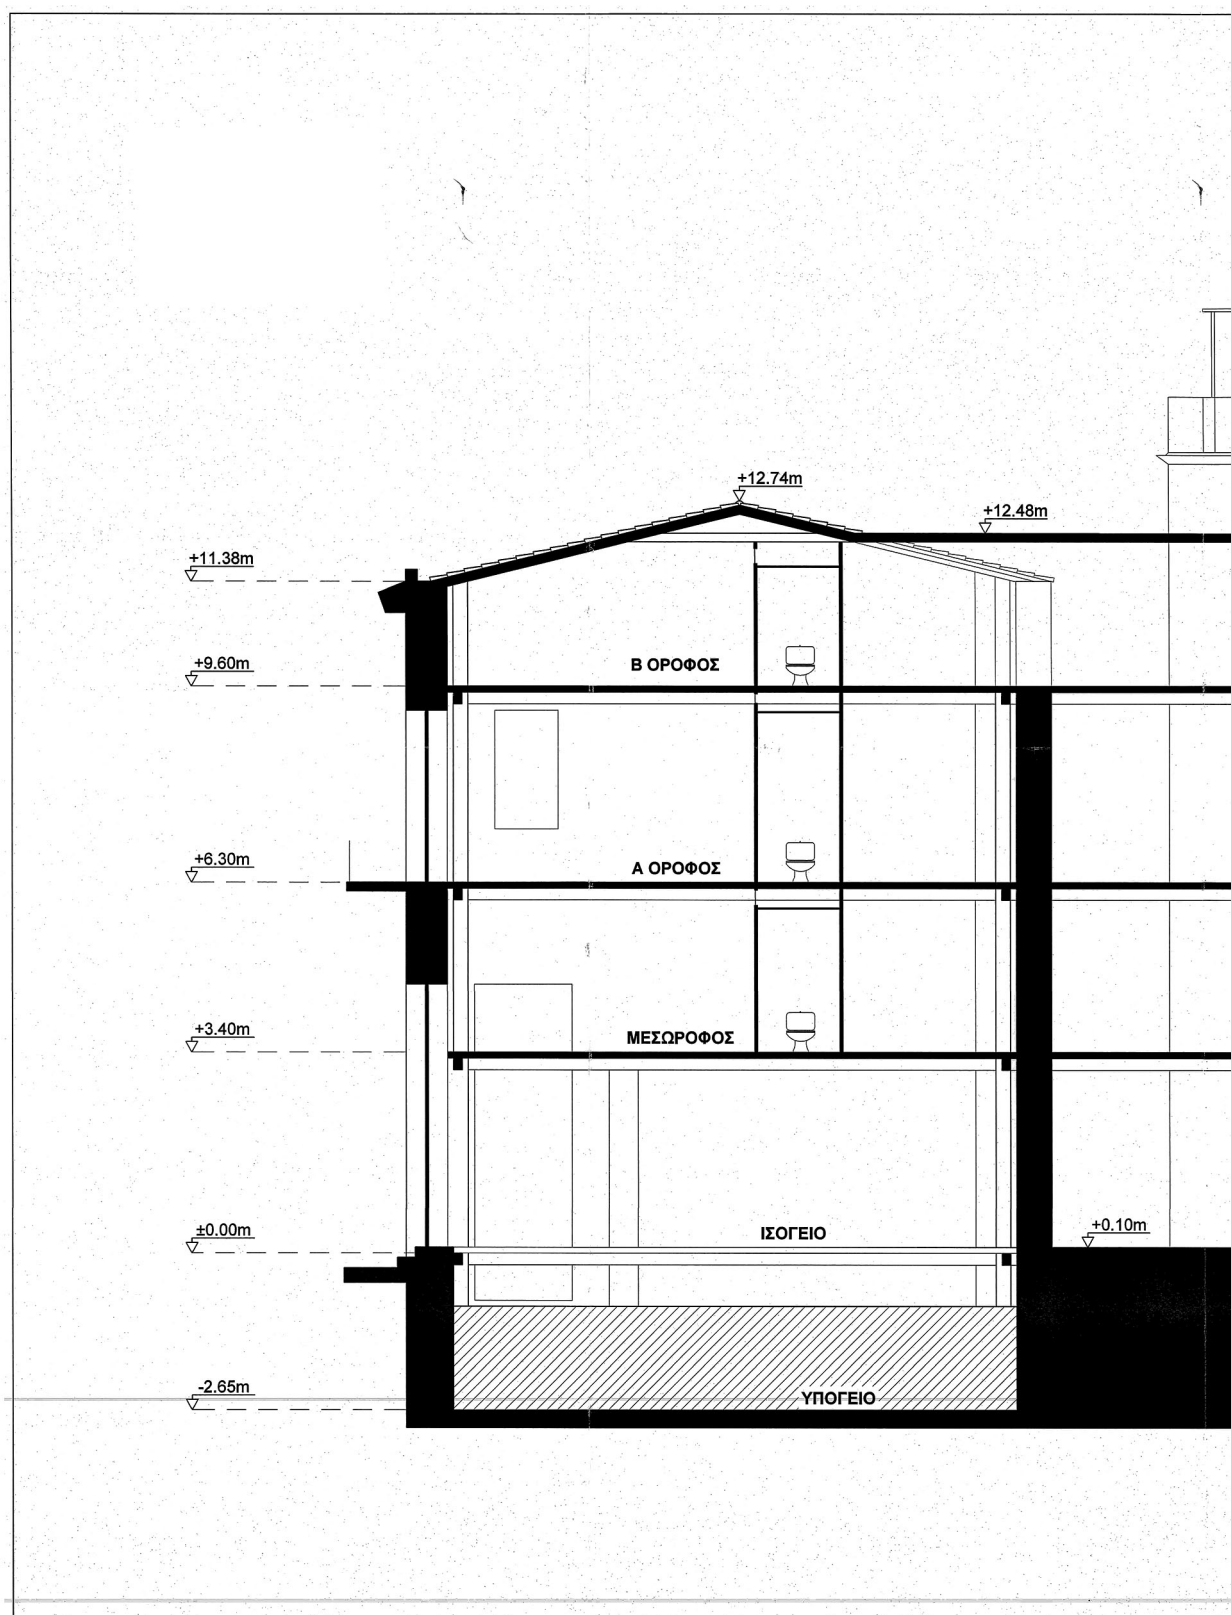 +12.74m
+12.48m
+11.38m
+9.60m
Β ΟΡΟΦΟΣ
+6.30m
Α ΟΡΟΦΟΣ
+3.40m
ΜΕΣΩΡΟΦΟΣ
±0.00m
ΙΣΟΓΕΙΟ
+0.10m
-2.65m
ΥΠΟΓΕΙΟ